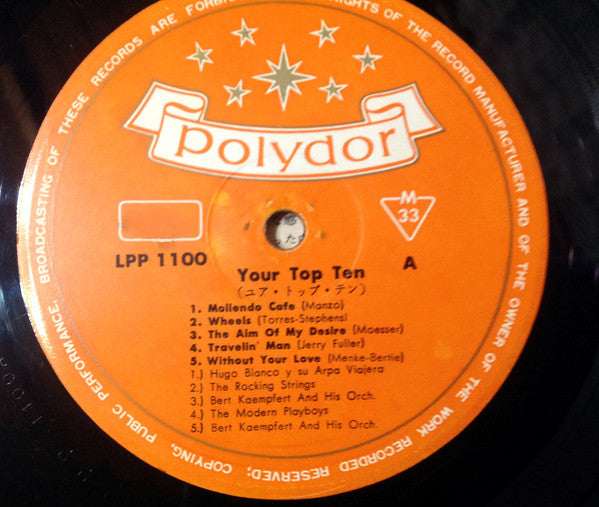 BROADCASTING OF THESE RECORDS ARE FORBIDDEN
RIGHTS OF THE RECORD MANUFACTURER AND OF THE OWNER OF THE WORK RECORDED RESERVED; COPYING, PUBLIC PERFORMANCE,
polydor
M
33
LPP 1100
Your Top Ten
A
(ユア・トップ・テン)
1. Moliendo Cafe (Manzo)
2. Wheels (Torres-Stephens)
3. The Aim Of My Desire (Moesser)
4. Travelin' Man (Jerry Fuller)
5. Without Your Love (Menke-Bertie)
1.) Hugo Blanco y su Arpa Viajera
2.) The Rocking Strings
3.) Bert Kaempfert And His Orch.
4.) The Modern Playboys
5.) Bert Kaempfert And His Orch.